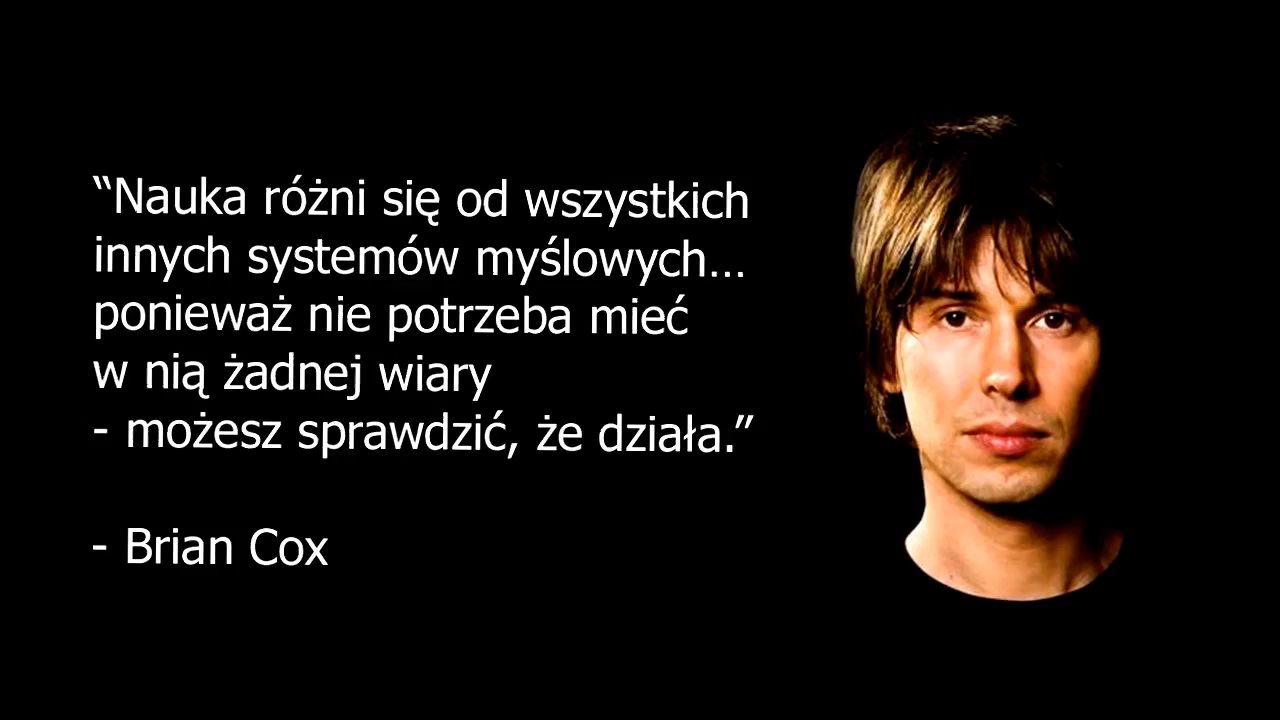 “Nauka różni się od wszystkich
innych systemów myślowych...
ponieważ nie potrzeba mieć
w nią żadnej wiary
- możesz sprawdzić, że działa.”
- Brian Cox